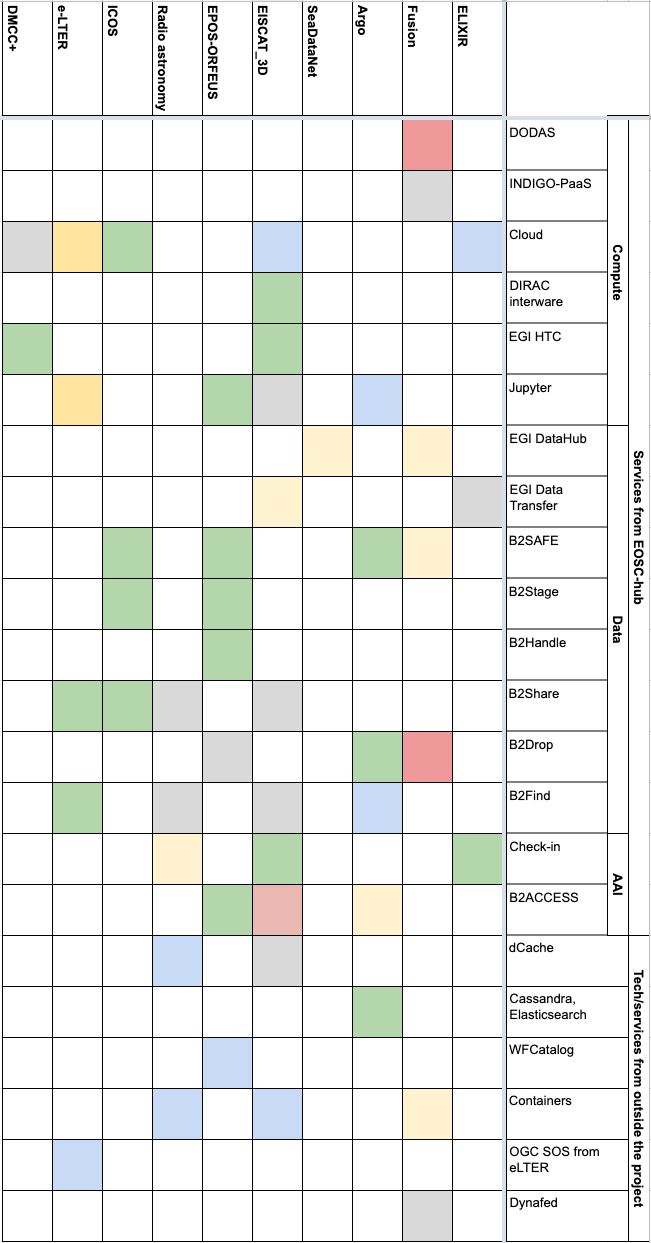 DMCC+
e-LTER
ICOS
Radio astronomy
EPOS-ORFEUS
EISCAT_3D
SeaDataNet
Argo
Fusion
ELIXIR
DODAS
INDIGO-PaaS
Cloud
DIRAC
interware
EGI HTC
Jupyter
EGI DataHub
EGI Data
Transfer
B2SAFE
B2Stage
B2Handle
B2Share
B2Drop
B2Find
Check-in
B2ACCESS
dCache
Cassandra,
Elasticsearch
WFCatalog
Containers
OGC SOS from
eLTER
Dynafed
Compute
Data
AAI
Services from EOSC-hub
Tech/services from outside the project